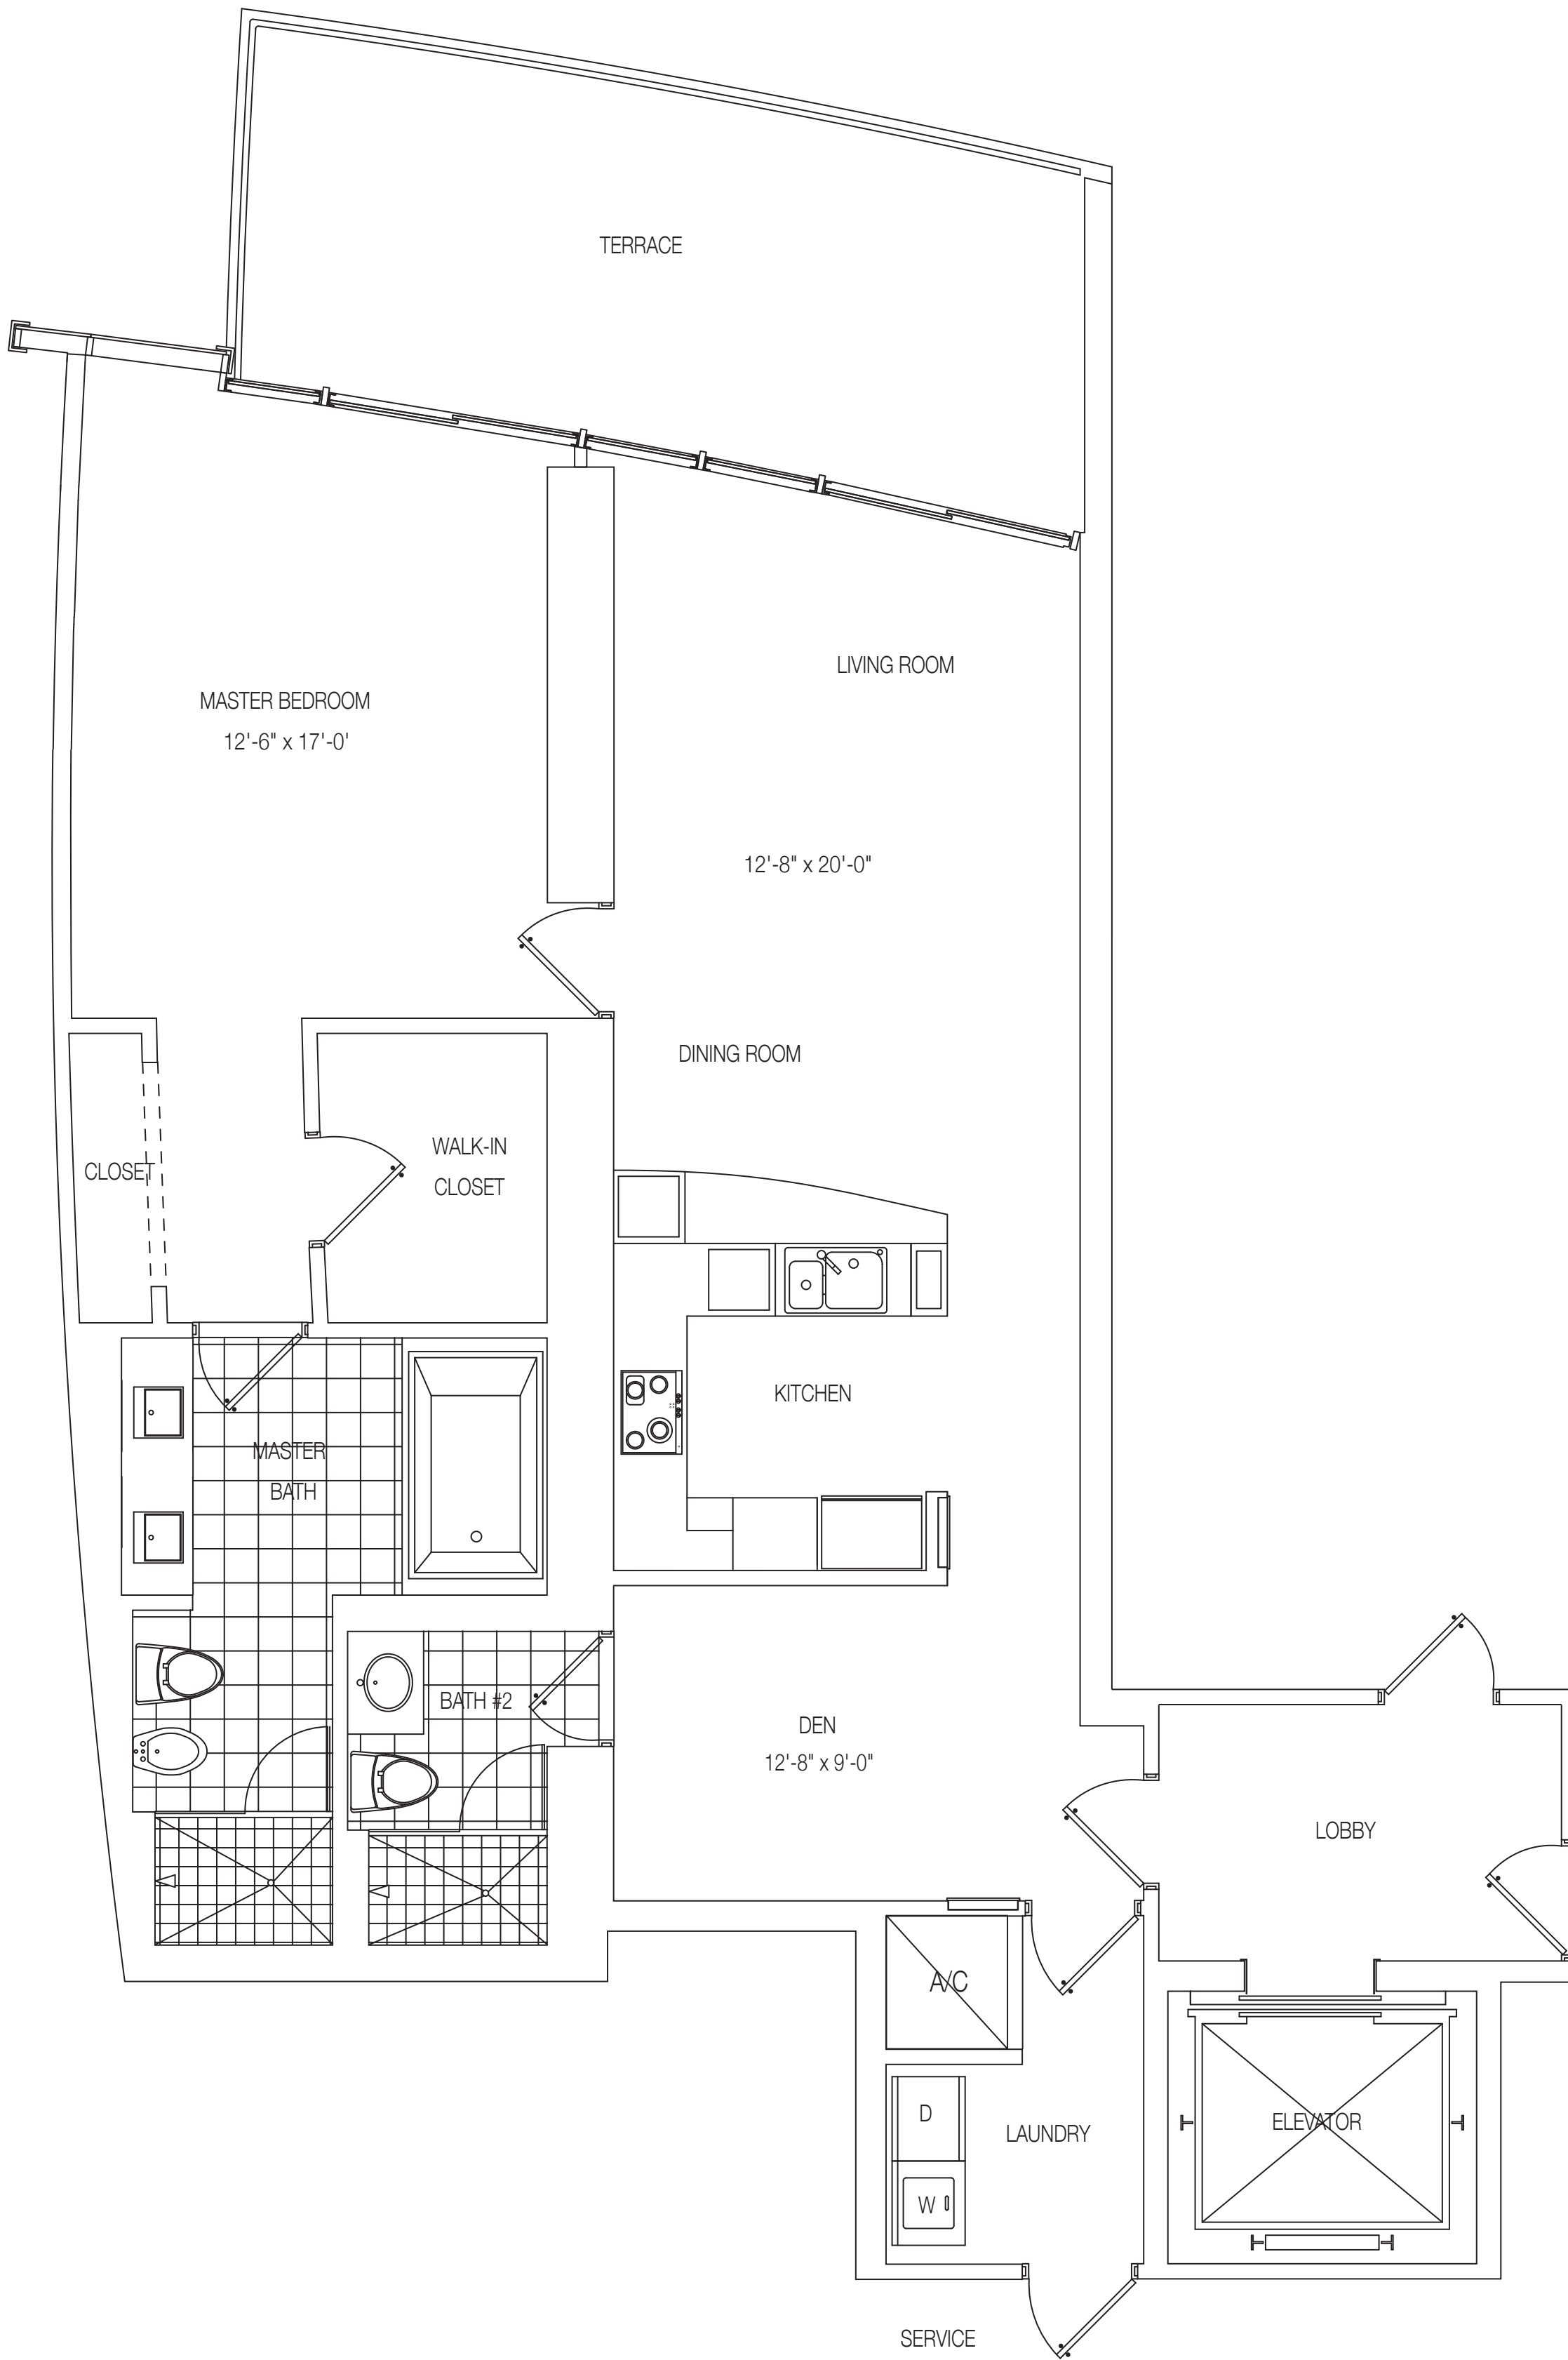 TERRACE
LIVING ROOM
MASTER BEDROOM
12'-6" x 17'-0'
12'-8" x 20'-0"
DINING ROOM
WALK-IN
CLOSET
CLOSET
KITCHEN
MASTER
BATH
BATH #2
DEN
12'-8" x 9'-0"
LOBBY
A/C
D
LAUNDRY
ELEVATOR
W
SERVICE